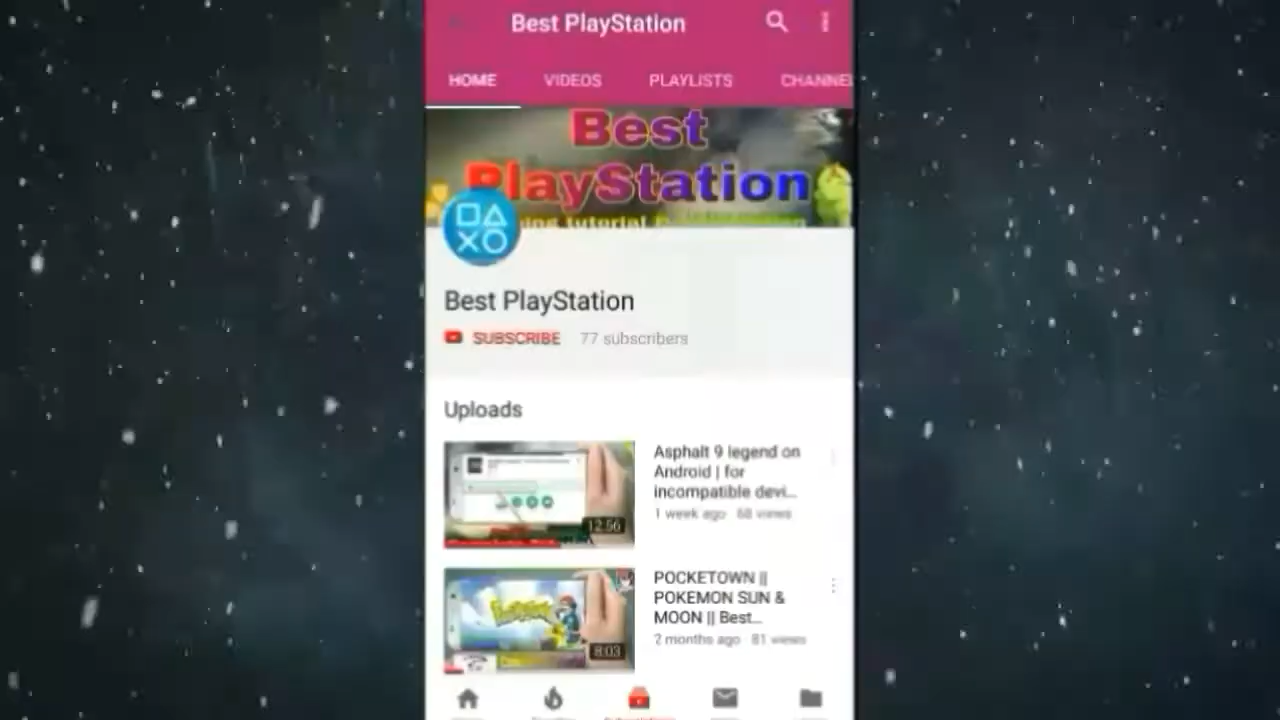 Best PlayStation
HOME VIDEOS PLAYLISTS CHANNEL
Best
PlayStation
tutorial
Best PlayStation
SUBSCRIBE 77 subscribers
Uploads
Asphalt 9 legend on
Android | for
incompatible devi...
1 week ago · 68 views
12:56
POCKETOWN ||
POKEMON SUN &
MOON || Best...
2 months ago · 81 views
8:03